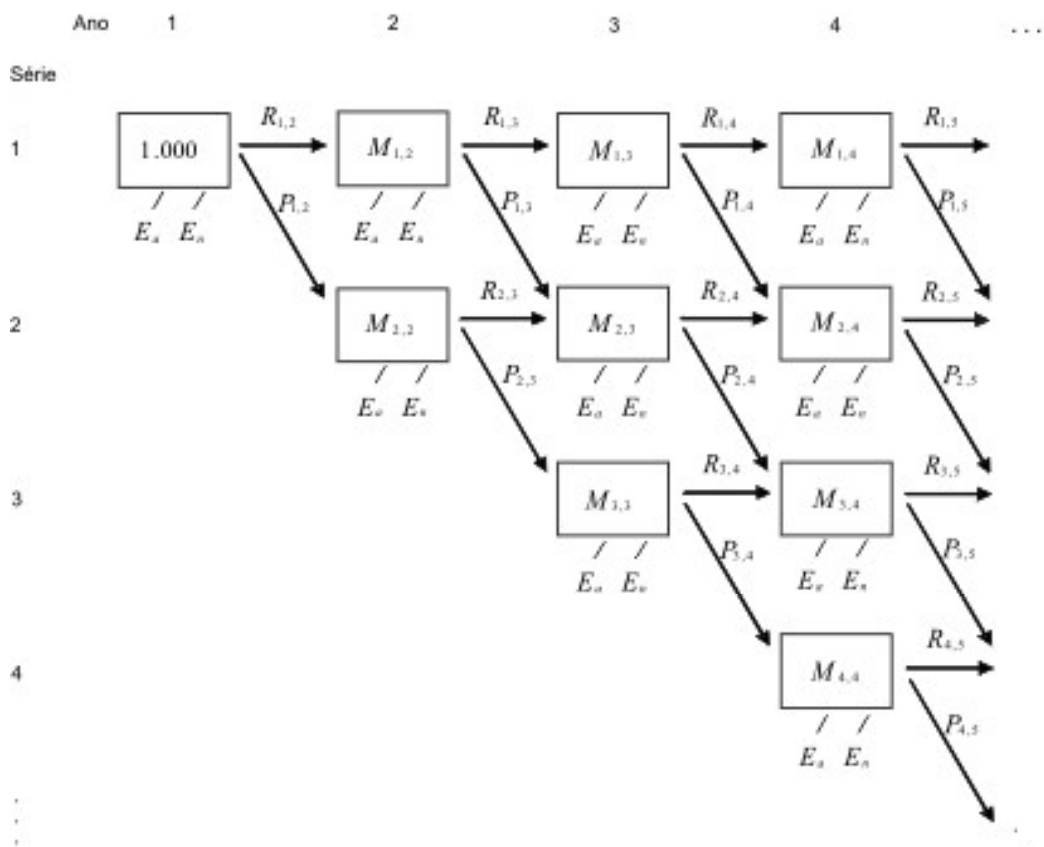 Ano 1 2 3 4 ...
Série
R1,2 R1,3 R1,4 R1,5
1 1.000 M1,2 M1,3 M1,4
P1,2 P1,3 P1,4 P1,5
Ea En Ea En Ea En Ea En
R2,3 R2,4 R2,5
2 M2,2 M2,3 M2,4
P2,3 P2,4 P2,5
Ea En Ea En Ea En
R3,4 R3,5
3 M3,3 M3,4
P3,4 P3,5
Ea En Ea En
R4,5
4 M4,4
P4,5
Ea En